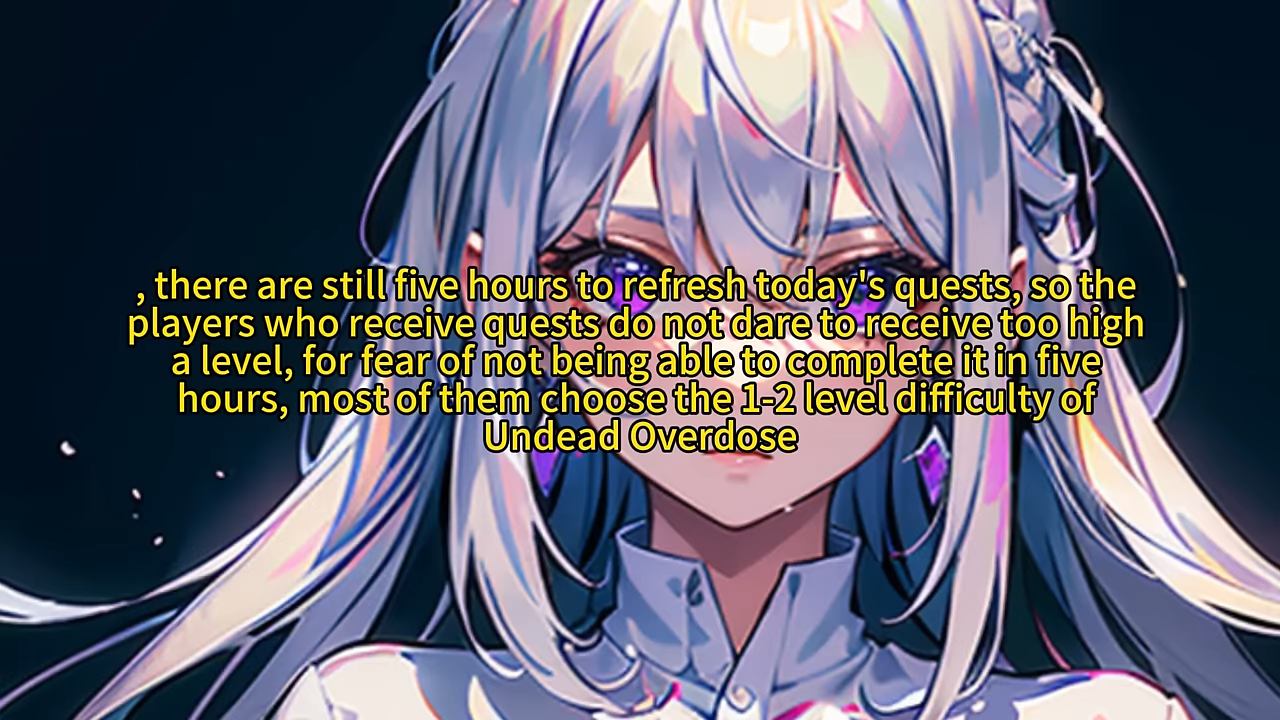 , there are still five hours to refresh today's quests, so the
players who receive quests do not dare to receive too high
a level, for fear of not being able to complete it in five
hours, most of them choose the 1-2 level difficulty of
Undead Overdose